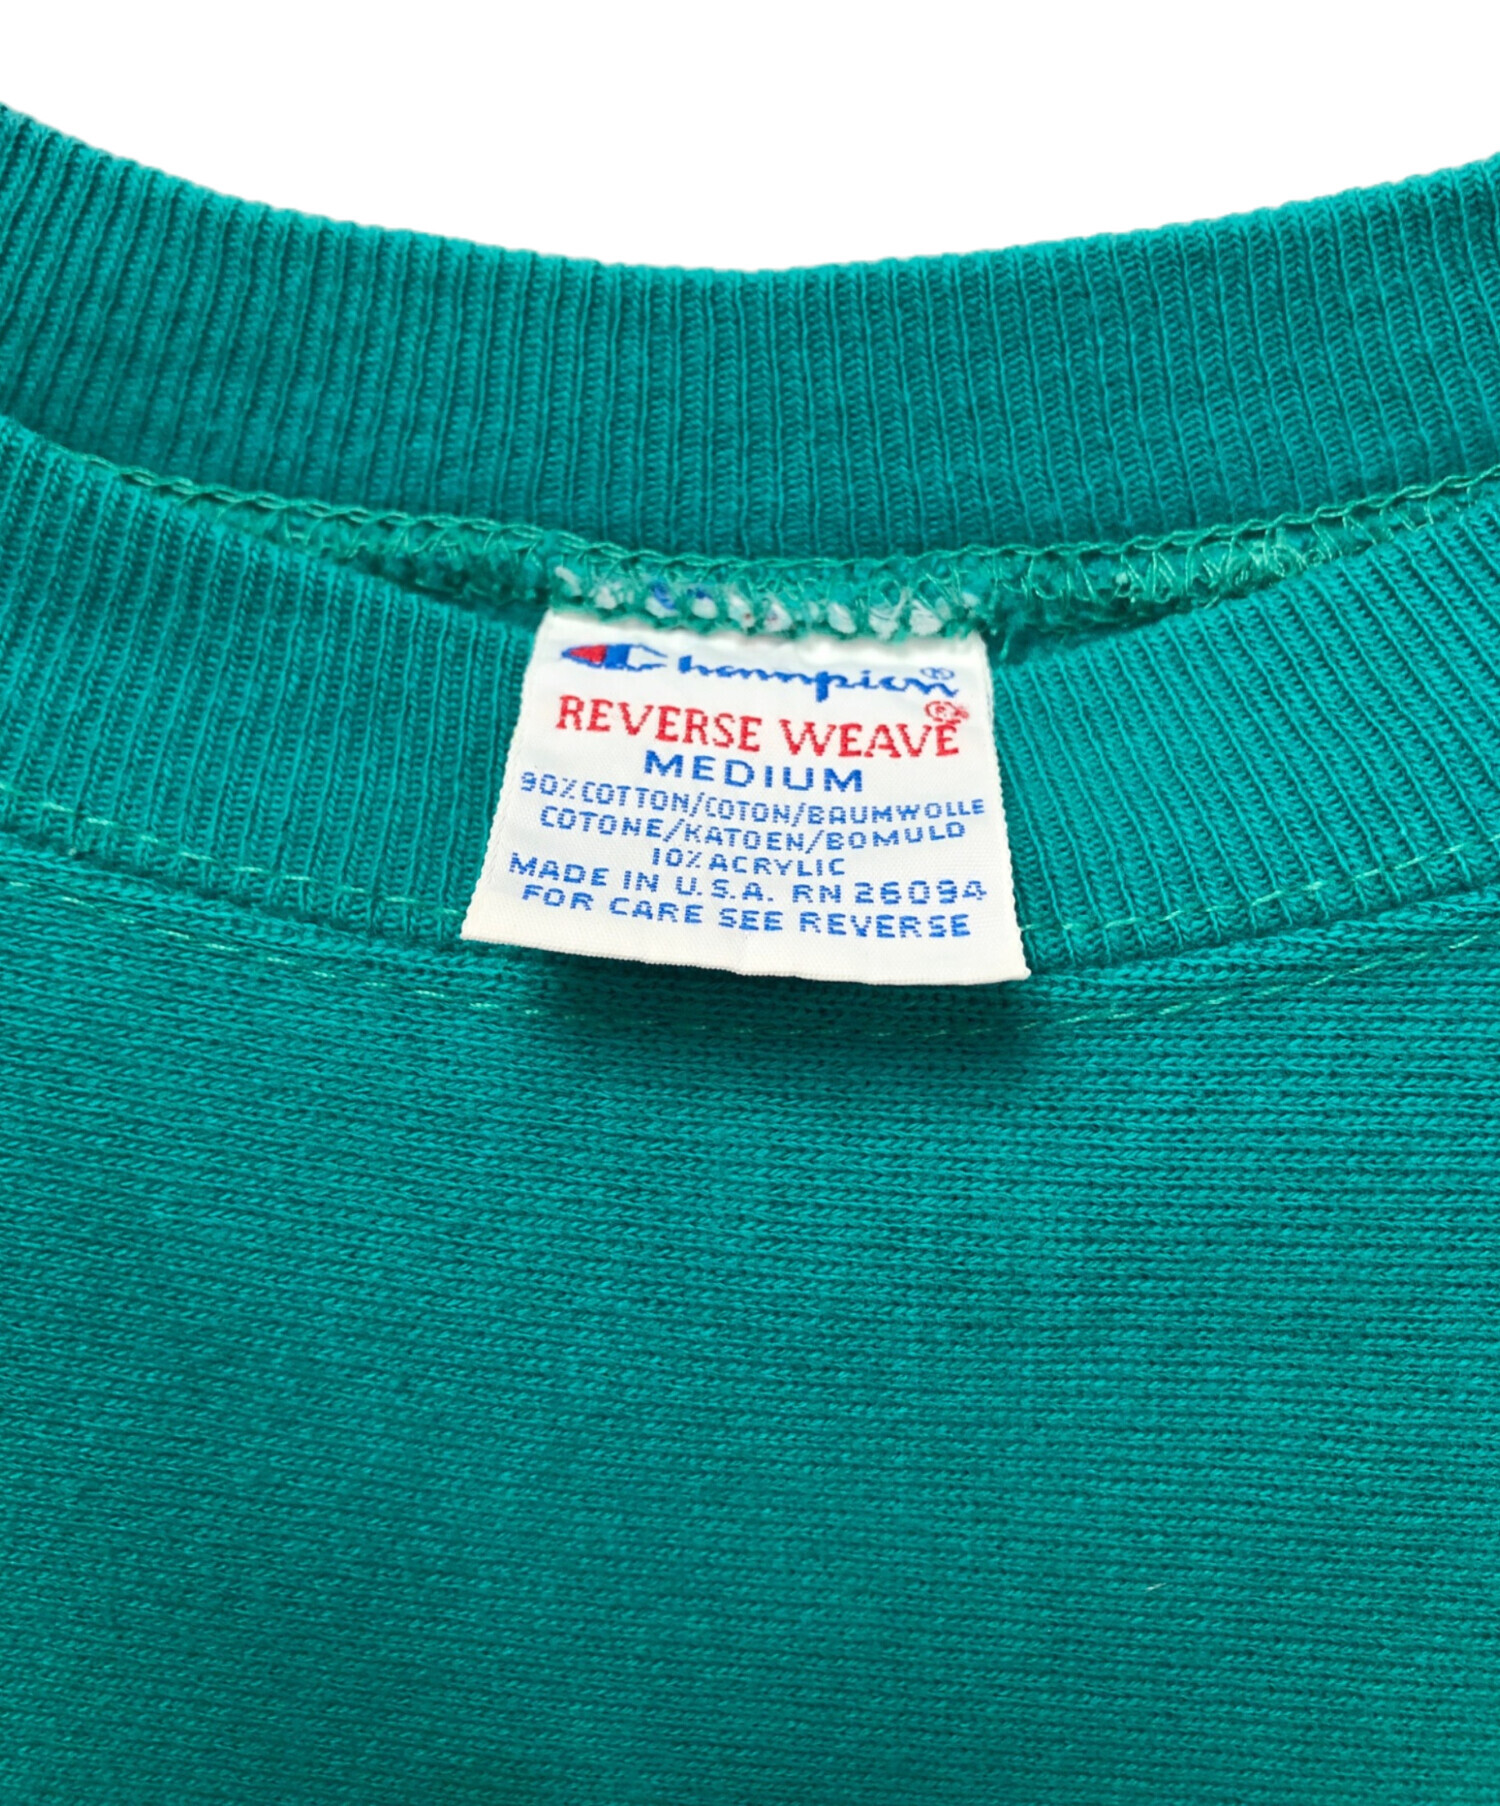 Champion®
REVERSE WEAVE®
MEDIUM
90% COTTON/COTON/BAUMWOLLE
COTONE/KATOEN/BOMULD
10% ACRYLIC
MADE IN U.S.A. RN 26094
FOR CARE SEE REVERSE